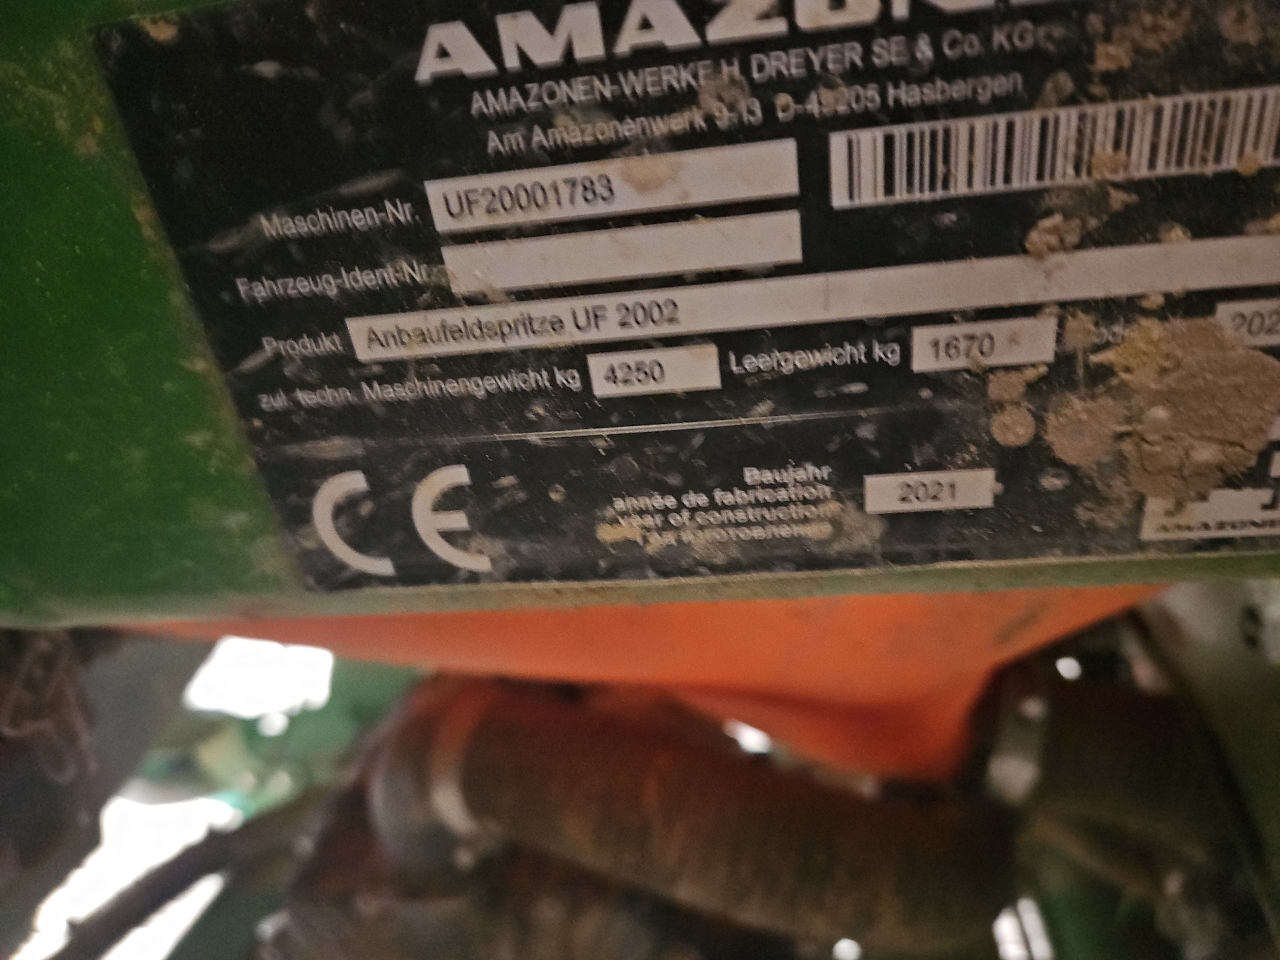 AMAZONE
AMAZONEN-WERKE H. DREYER SE & Co. KG
Am Amazonenwerk 9-13 D-49205 Hasbergen
Maschinen-Nr. UF20001783
Fahrzeug-Ident-Nr.
Produkt Anbaufeldspritze UF 2002
zul. techn. Maschinengewicht kg 4250 Leergewicht kg 1670 202
CE
Baujahr
année de fabrication
year of construction 2021
AMAZONE